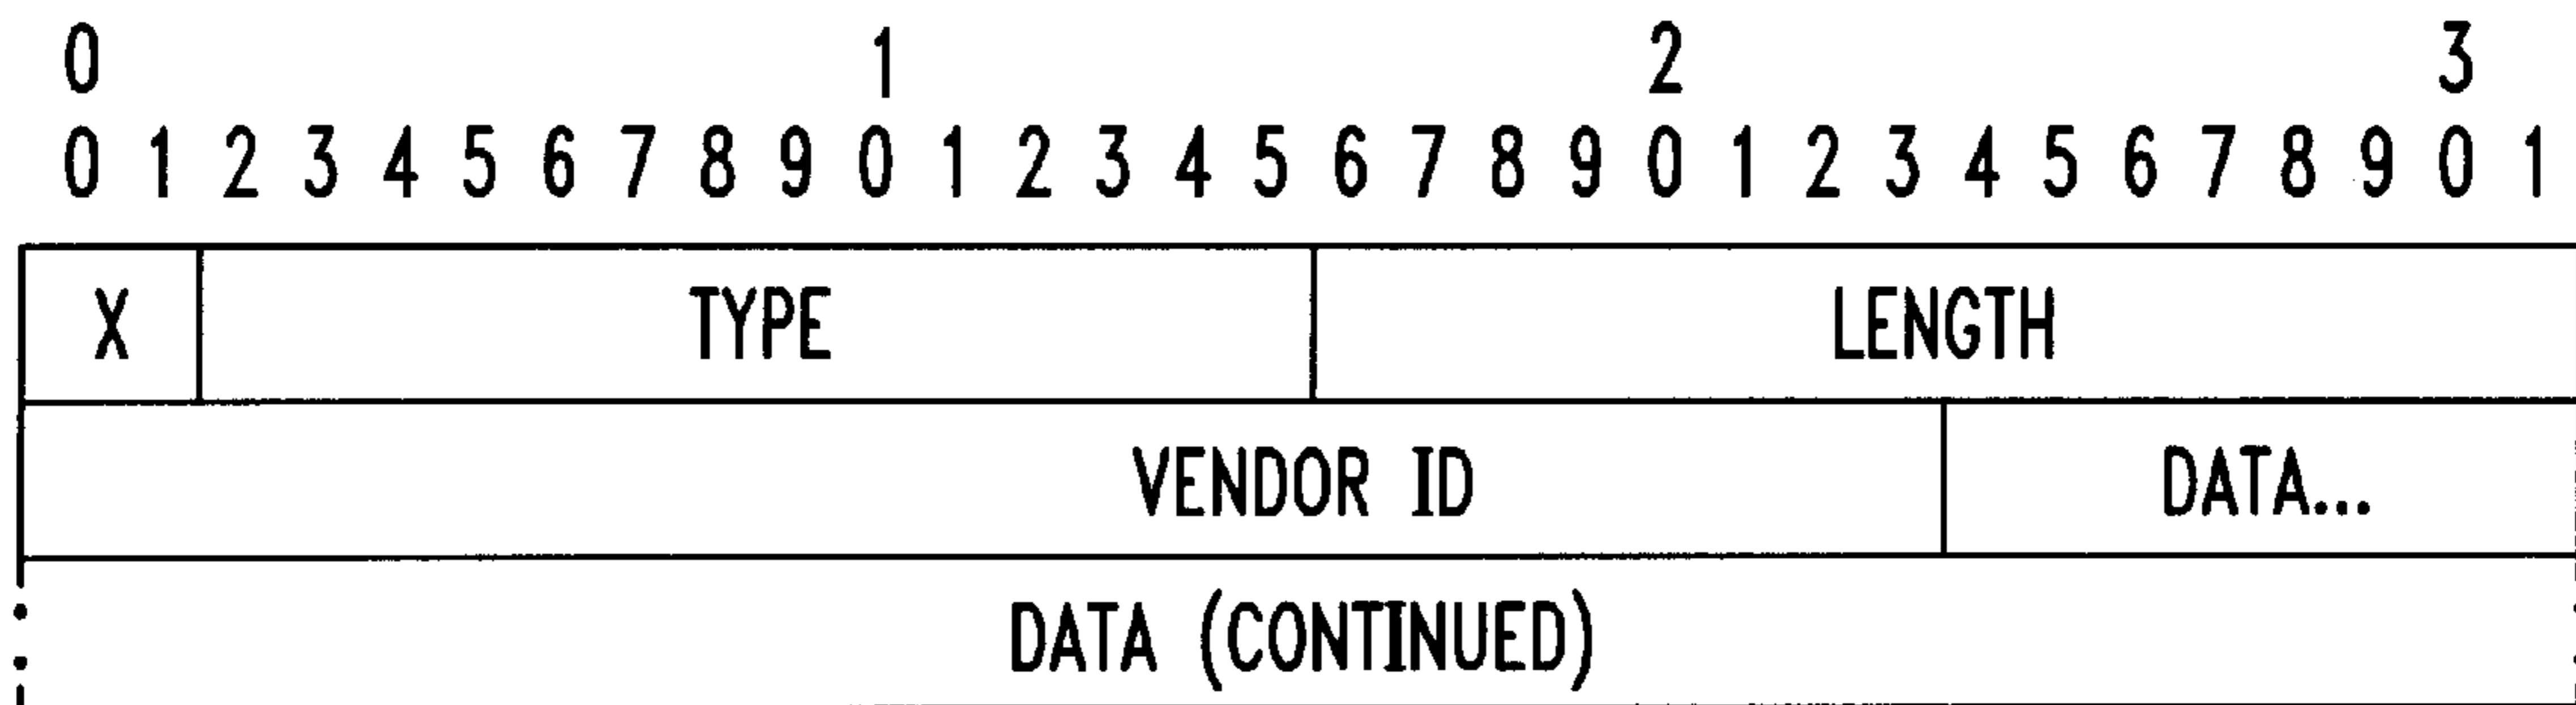 0 1 2 3
0 1 2 3 4 5 6 7 8 9 0 1 2 3 4 5 6 7 8 9 0 1 2 3 4 5 6 7 8 9 0 1
X TYPE LENGTH
VENDOR ID DATA...
DATA (CONTINUED)